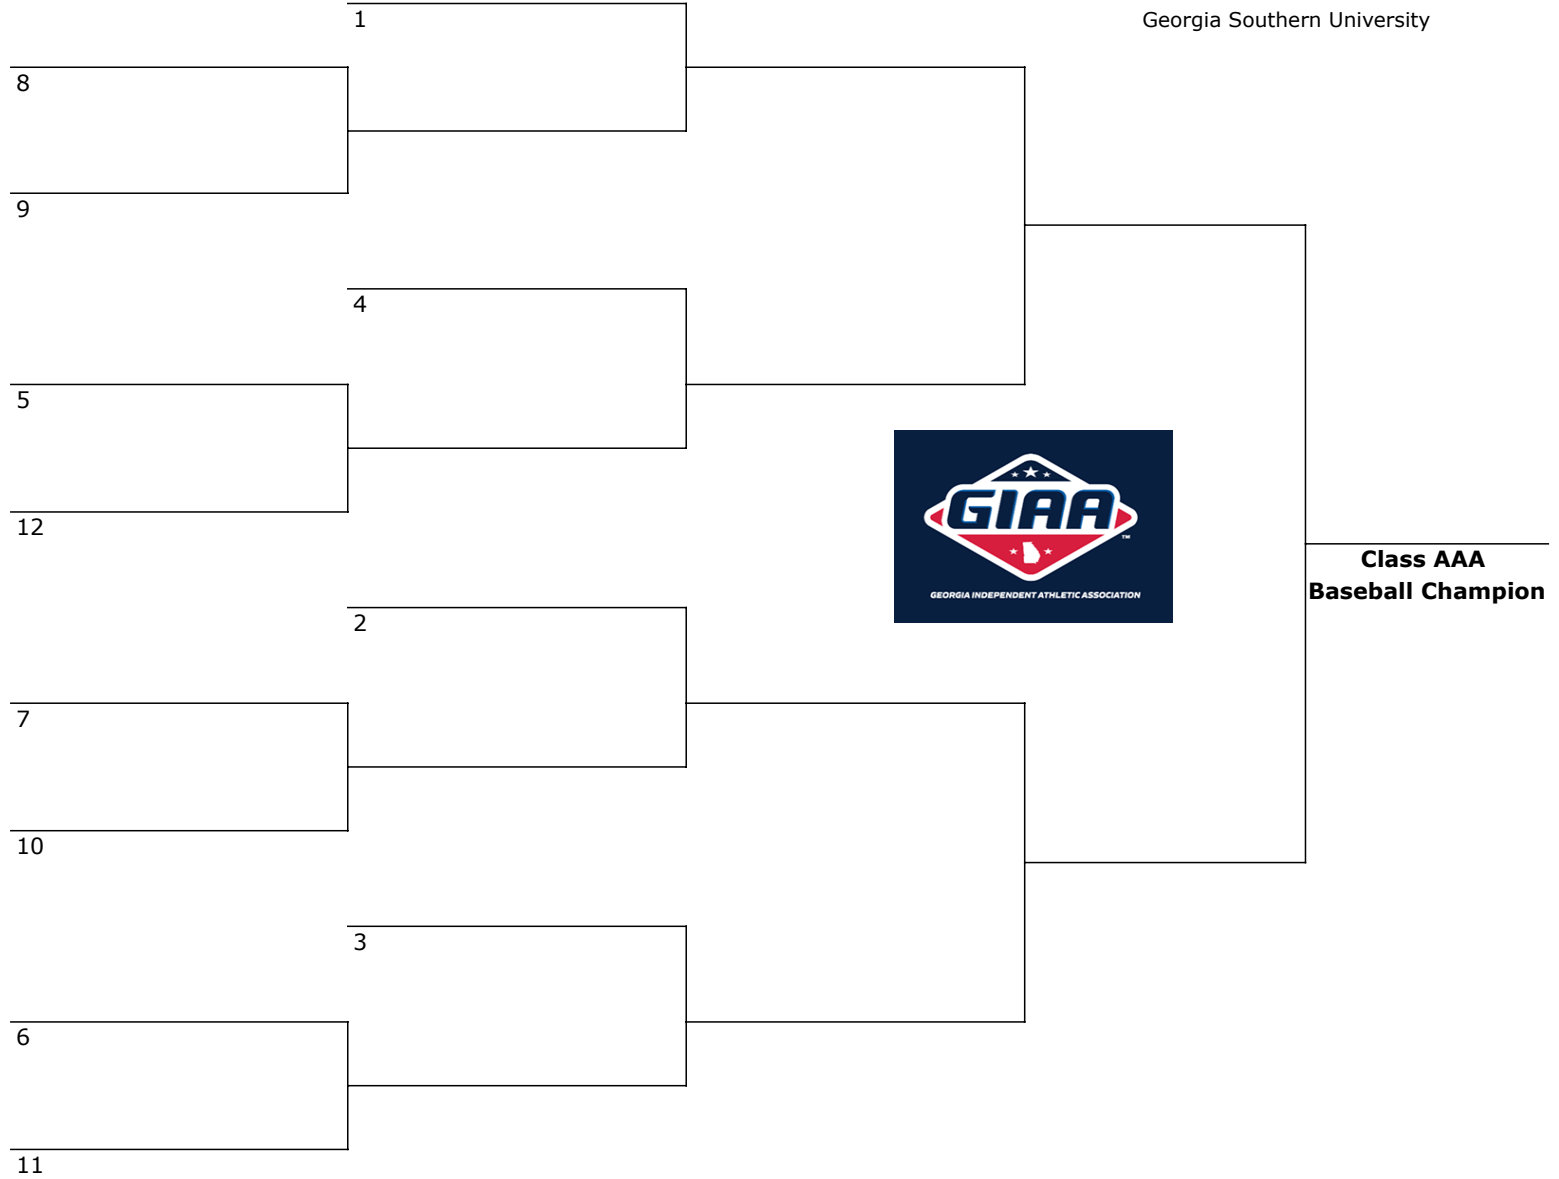 1
Georgia Southern University
8
9
4
5
12
GIAA
TM
GEORGIA INDEPENDENT ATHLETIC ASSOCIATION
Class AAA
Baseball Champion
2
7
10
3
6
11